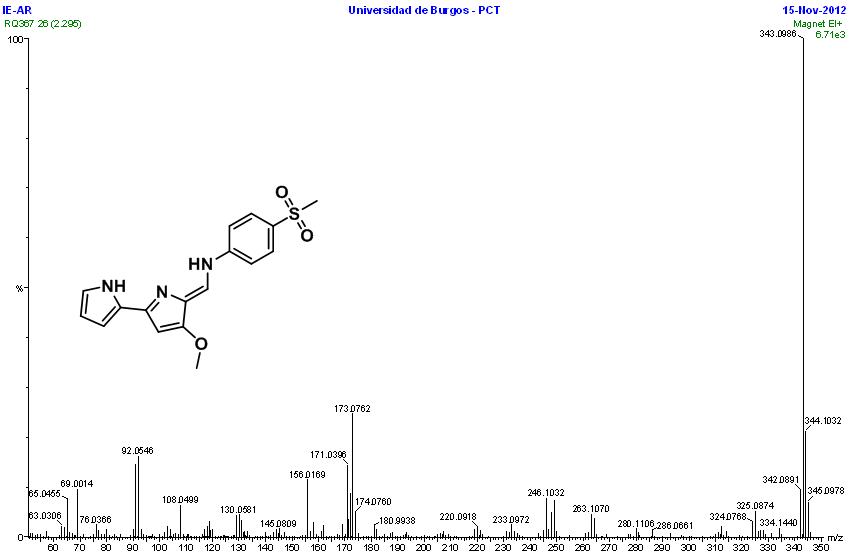 IE-AR Universidad de Burgos - PCT 15-Nov-2012
RQ367 26 (2.295) Magnet EI+
6.71e3
100
343.0986
O
S
O
HN
%
NH
N
O
173.0762
344.1032
171.0396
92.0546
156.0169
342.0891
69.0014
345.0978
65.0455
108.0499
174.0760
246.1032
63.0306
130.0581
263.1070
325.0874
76.0366
145.0809
180.9938
220.0918
233.0972
280.1106
286.0661
324.0768
334.1440
0
m/z
60 70 80 90 100 110 120 130 140 150 160 170 180 190 200 210 220 230 240 250 260 270 280 290 300 310 320 330 340 350